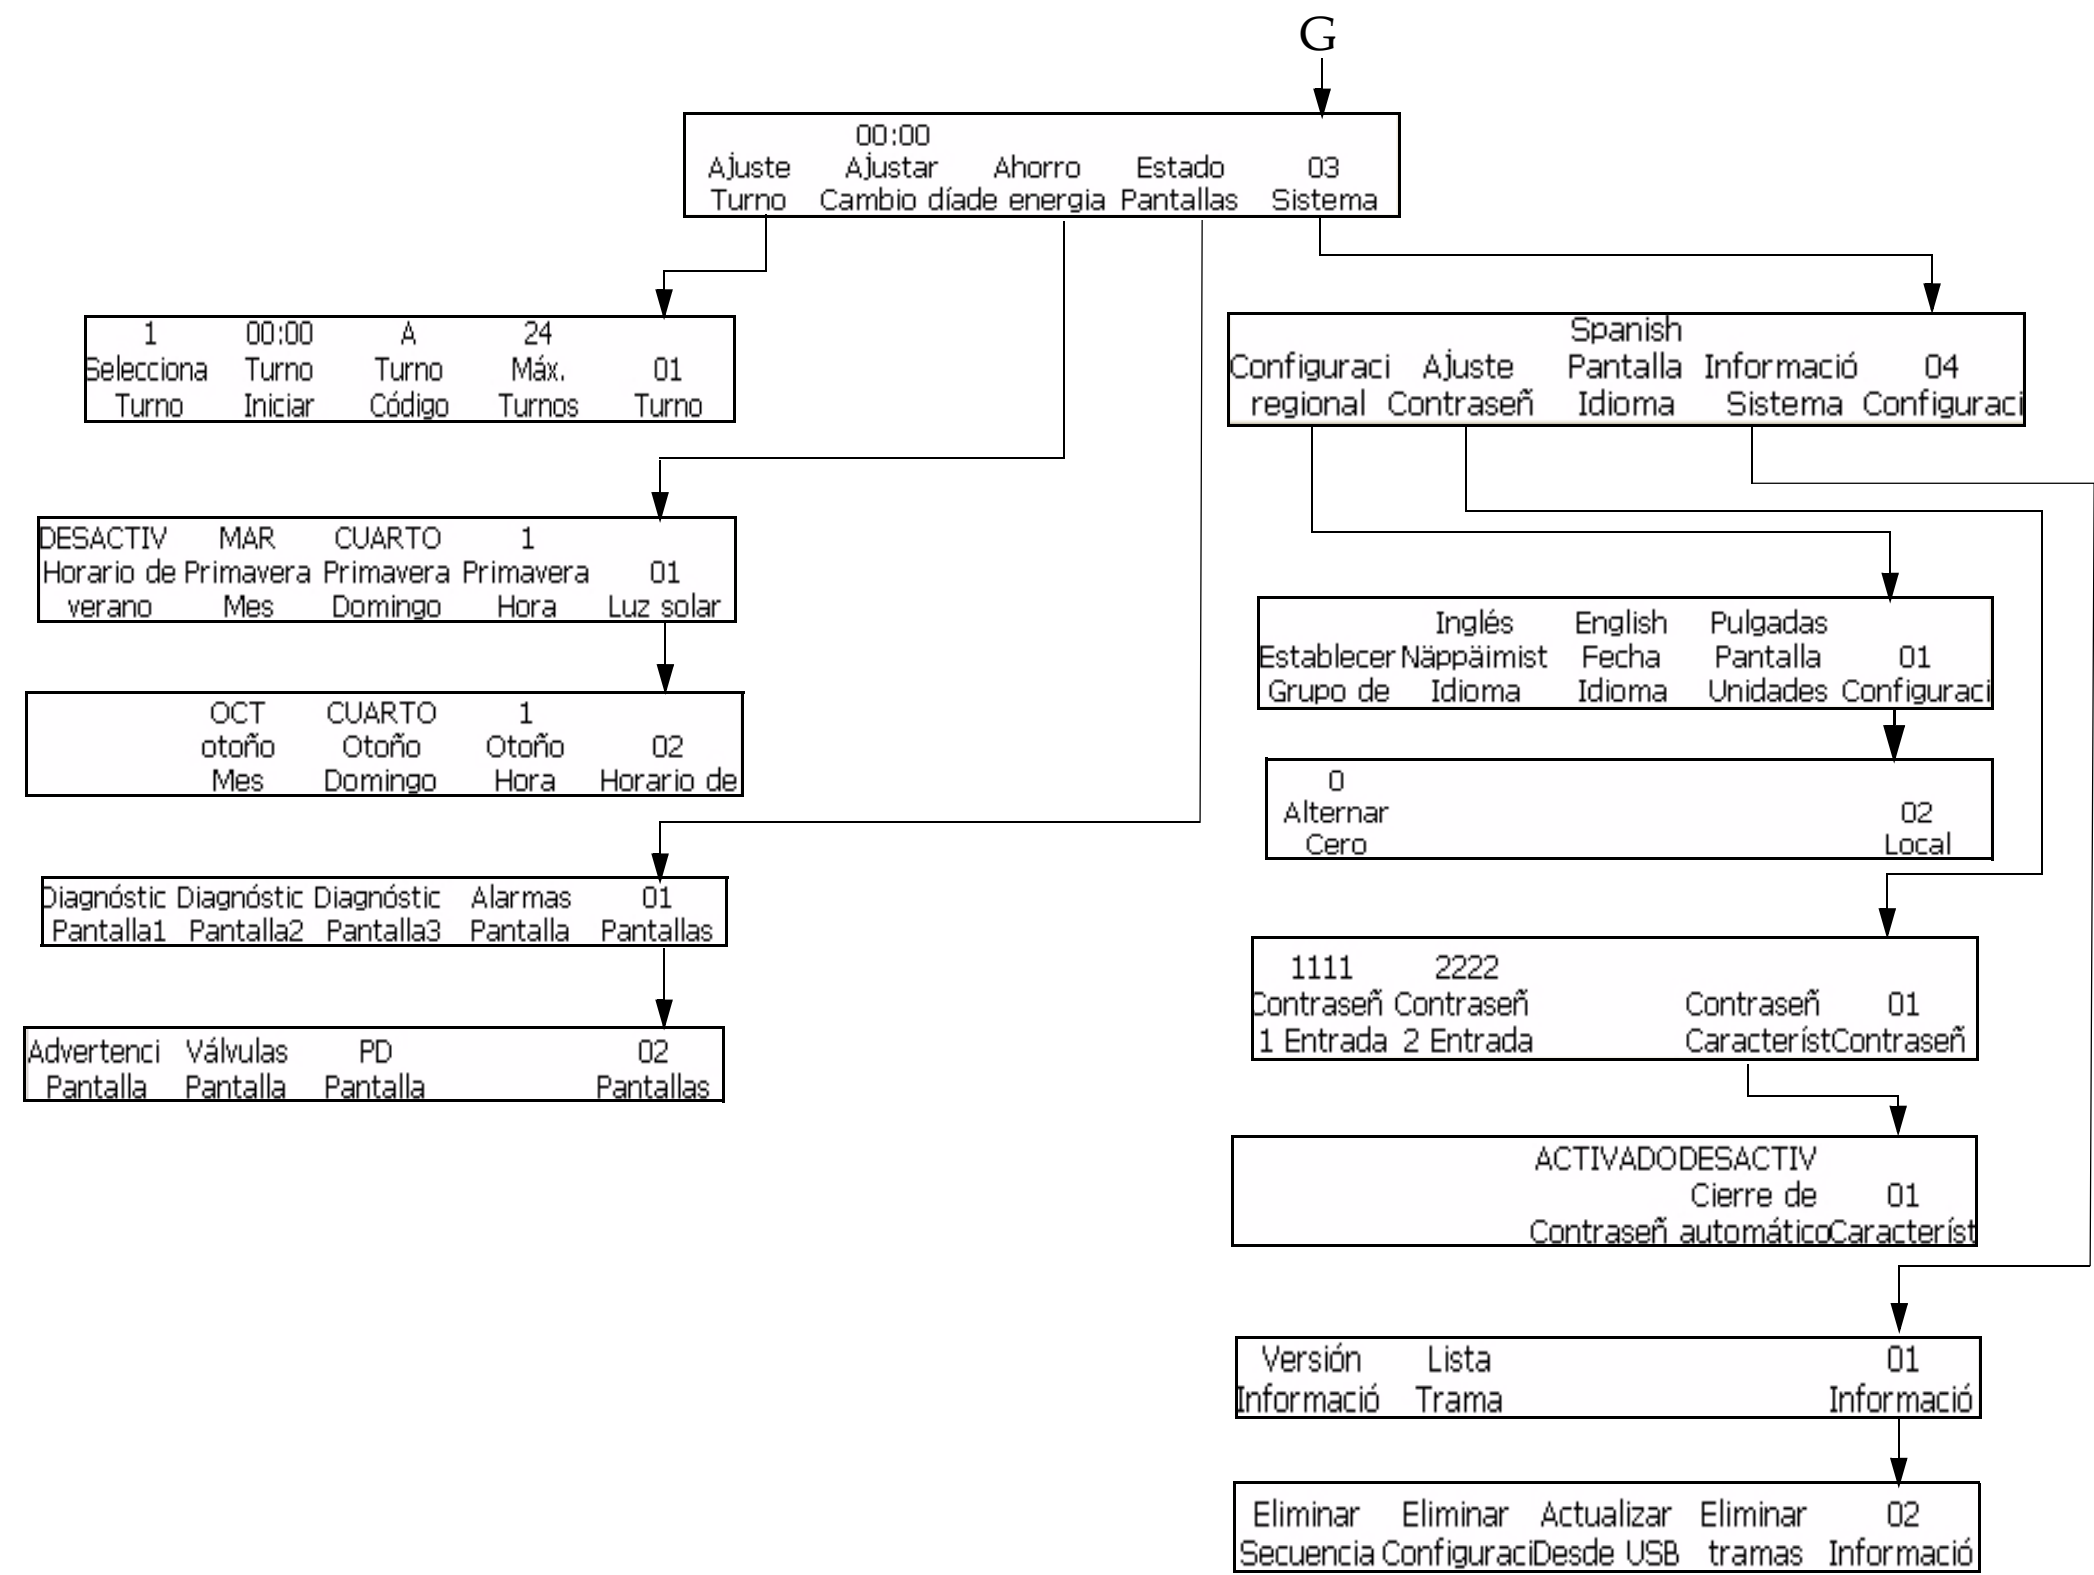 G
00:00
Ajuste Ajustar Ahorro Estado 03
Turno Cambio díade energia Pantallas Sistema
1 00:00 A 24
Selecciona Turno Turno Máx. 01
Turno Iniciar Código Turnos Turno
DESACTIV MAR CUARTO 1
Horario de Primavera Primavera Primavera 01
verano Mes Domingo Hora Luz solar
OCT CUARTO 1
otoño Otoño Otoño 02
Mes Domingo Hora Horario de
Diagnóstic Diagnóstic Diagnóstic Alarmas 01
Pantalla1 Pantalla2 Pantalla3 Pantalla Pantallas
Advertenci Válvulas PD 02
Pantalla Pantalla Pantalla Pantallas
Spanish
Configuraci Ajuste Pantalla Informació 04
regional Contraseñ Idioma Sistema Configuraci
Inglés English Pulgadas
Establecer Näppäimist Fecha Pantalla 01
Grupo de Idioma Idioma Unidades Configuraci
0
Alternar 02
Cero Local
1111 2222
Contraseñ Contraseñ Contraseñ 01
1 Entrada 2 Entrada CaracterístContraseñ
ACTIVADODESACTIV
Cierre de 01
Contraseñ automáticoCaracteríst
Versión Lista 01
Informació Trama Informació
Eliminar Eliminar Actualizar Eliminar 02
Secuencia ConfiguraciDesde USB tramas Informació